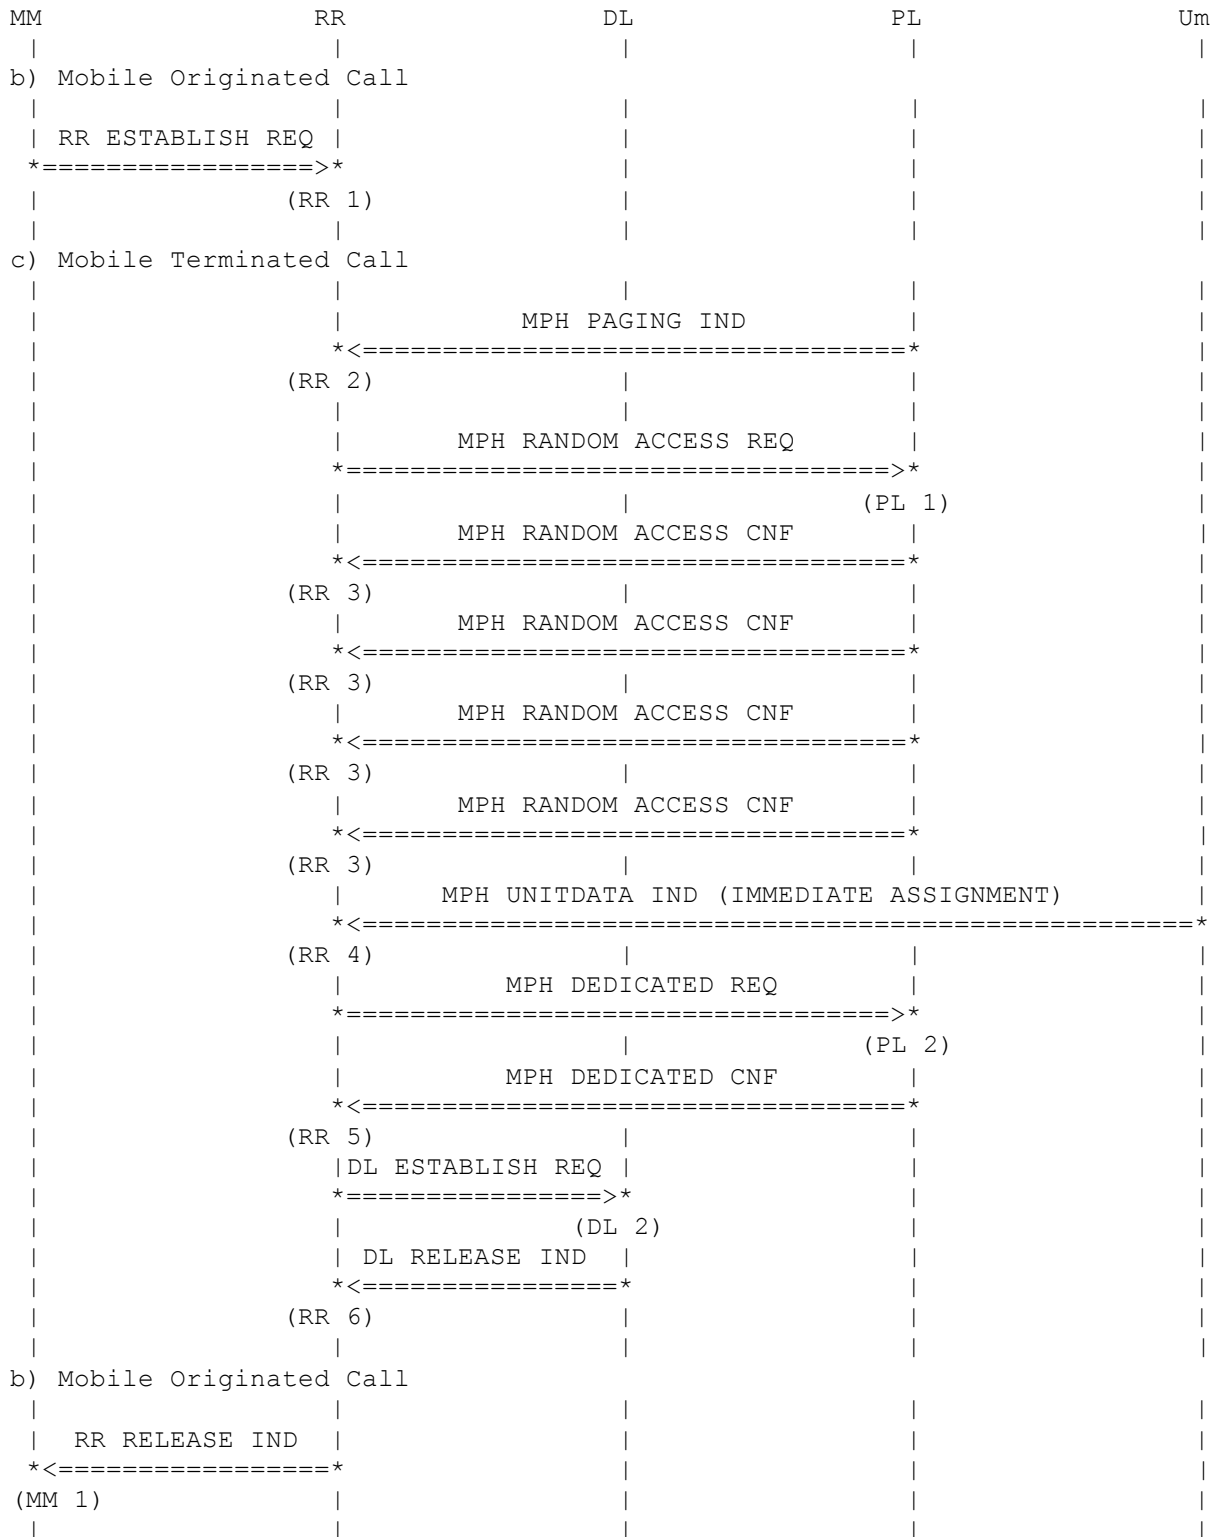 MM RR DL PL Um
b) Mobile Originated Call
RR ESTABLISH REQ
*=================>*
(RR 1)
c) Mobile Terminated Call
MPH PAGING IND
*<==================================*
(RR 2)
MPH RANDOM ACCESS REQ
*==================================>*
(PL 1)
MPH RANDOM ACCESS CNF
*<==================================*
(RR 3)
MPH RANDOM ACCESS CNF
*<==================================*
(RR 3)
MPH RANDOM ACCESS CNF
*<==================================*
(RR 3)
MPH RANDOM ACCESS CNF
*<==================================*
(RR 3)
MPH UNITDATA IND (IMMEDIATE ASSIGNMENT)
*<====================================================*
(RR 4)
MPH DEDICATED REQ
*==================================>*
(PL 2)
MPH DEDICATED CNF
*<==================================*
(RR 5)
DL ESTABLISH REQ
*================>*
(DL 2)
DL RELEASE IND
*<================*
(RR 6)
b) Mobile Originated Call
RR RELEASE IND
*<=================*
(MM 1)